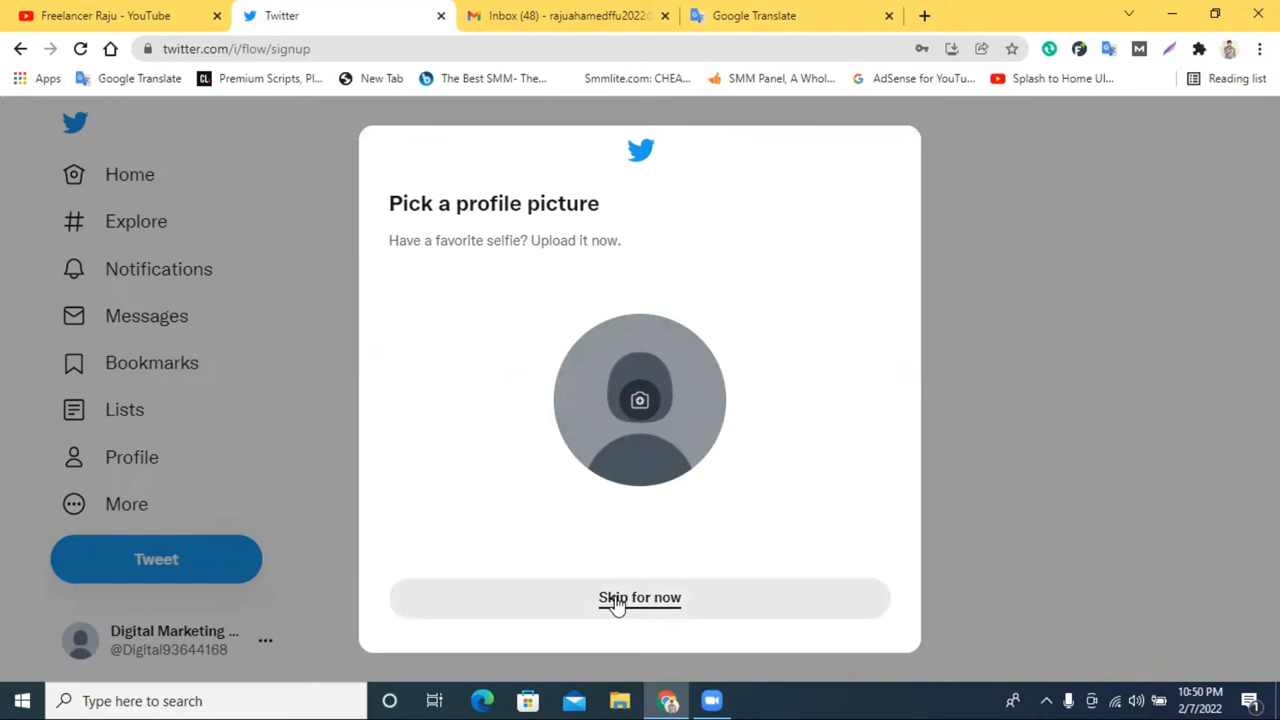 Freelancer Raju - YouTube
Twitter
Inbox (48) - rajuahamedffu2022@
Google Translate
twitter.com/i/flow/signup
Apps
Google Translate
Premium Scripts, Pl...
New Tab
The Best SMM- The...
Smmlite.com: CHEA...
SMM Panel, A Whol...
AdSense for YouTu...
Splash to Home UI...
Reading list
Home
Explore
Notifications
Messages
Bookmarks
Lists
Profile
More
Tweet
Digital Marketing ...
@Digital93644168
Pick a profile picture
Have a favorite selfie? Upload it now.
Skip for now
Type here to search
10:50 PM
2/7/2022